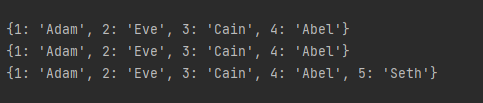 {1: 'Adam', 2: 'Eve', 3: 'Cain', 4: 'Abel'}
{1: 'Adam', 2: 'Eve', 3: 'Cain', 4: 'Abel'}
{1: 'Adam', 2: 'Eve', 3: 'Cain', 4: 'Abel', 5: 'Seth'}